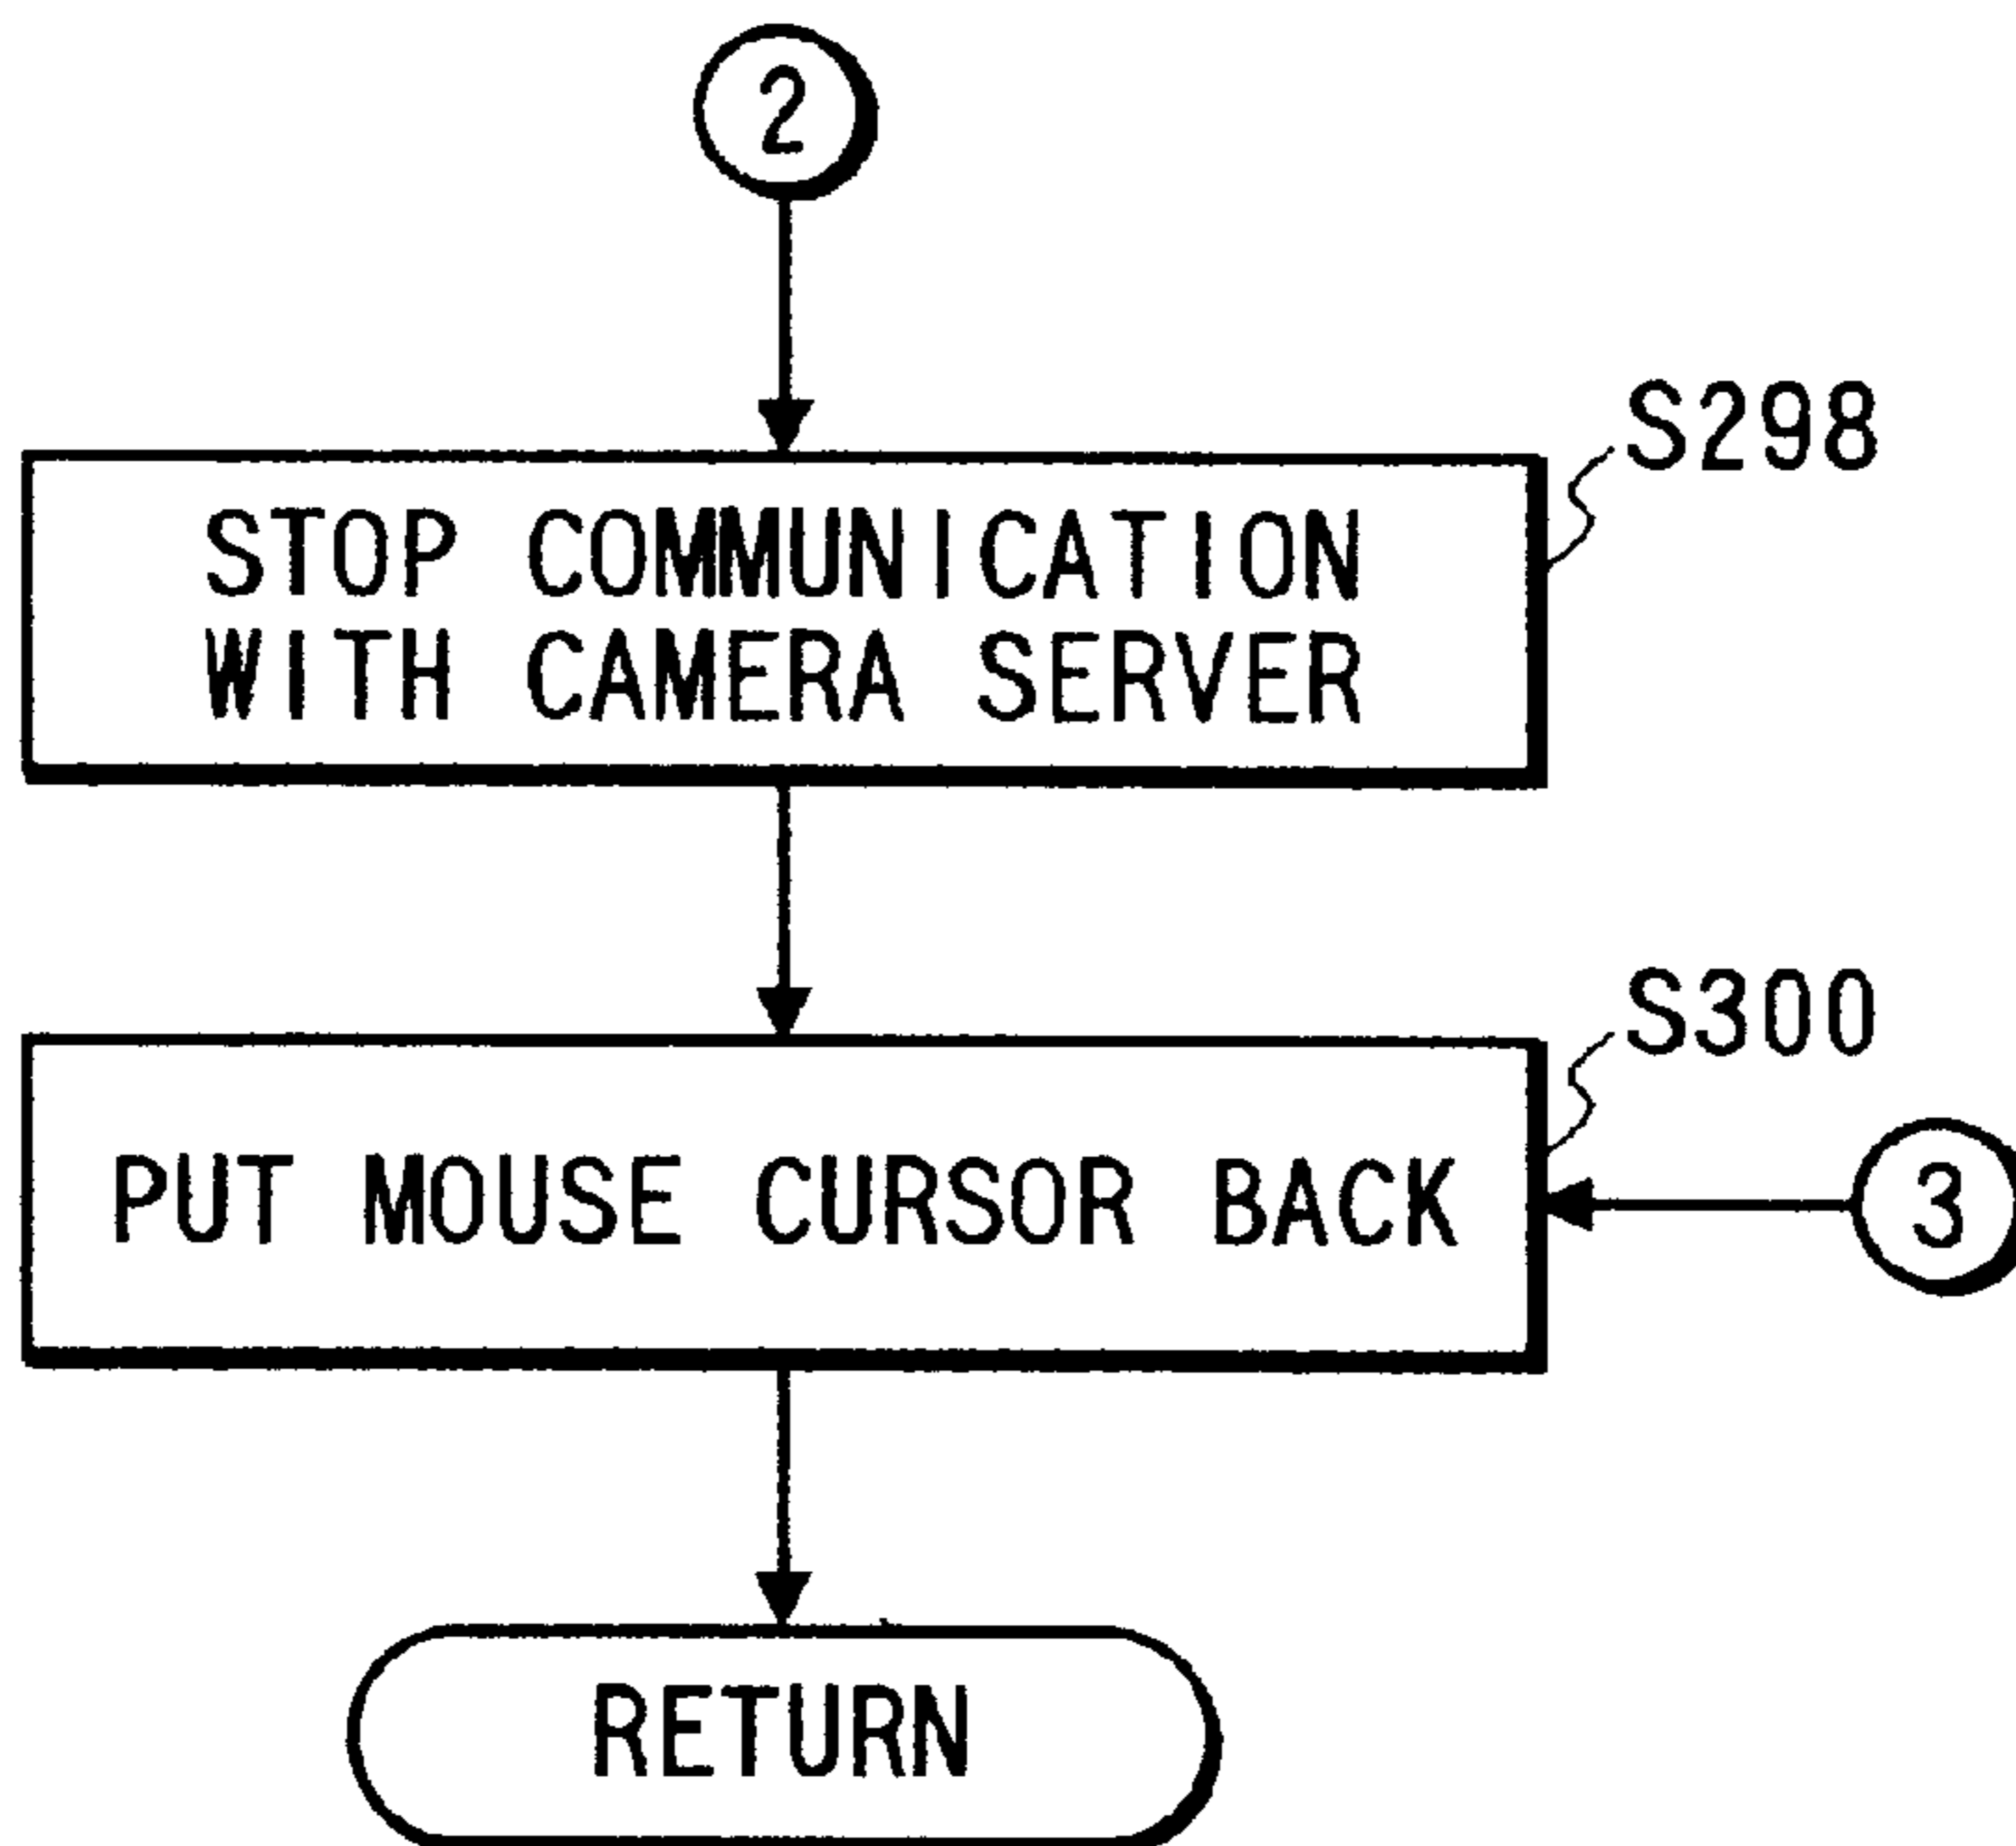 2
S298
STOP COMMUNICATION
WITH CAMERA SERVER
S300
PUT MOUSE CURSOR BACK
3
RETURN